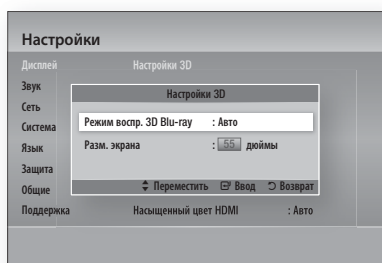 Настройки
Дисплей Настройки 3D
Звук
Настройки 3D
Сеть
Режим воспр. 3D Blu-ray : Авто
Система
Язык
Разм. экрана : 55 дюймы
Защита
Общие
Переместить Ввод Возврат
Поддержка Насыщенный цвет HDMI : Авто